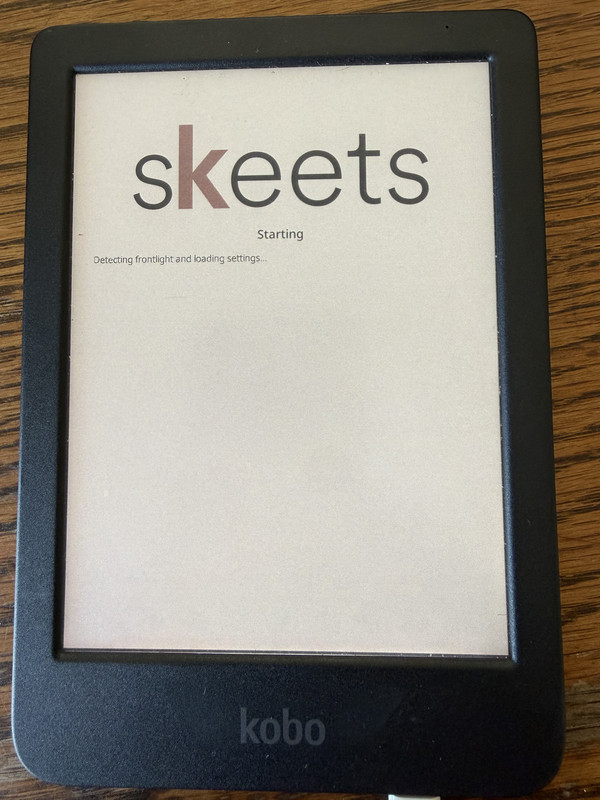 skeets
Starting
Detecting frontlight and loading settings...
kobo